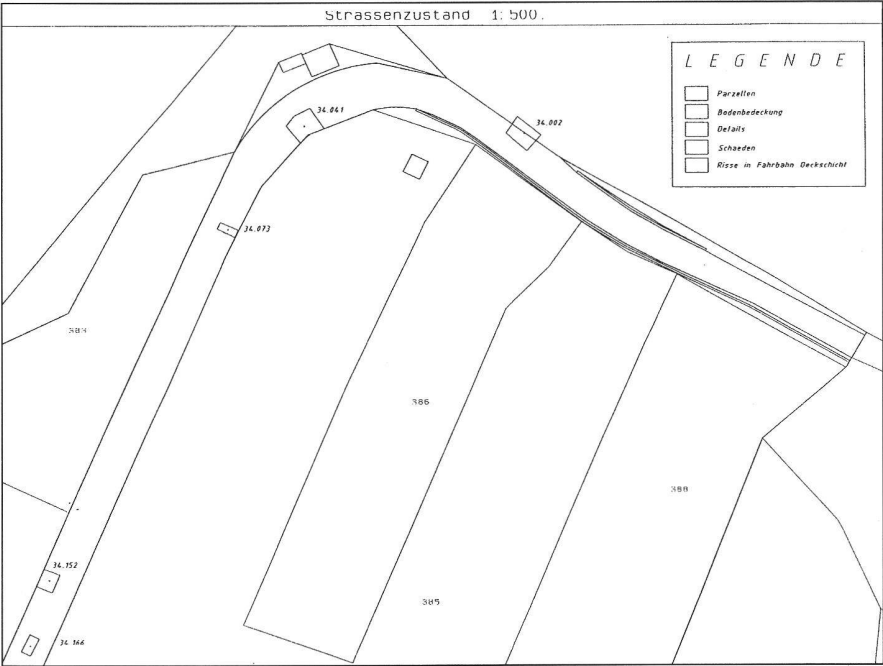 Strassenzustand 1:500.
L E G E N D E
Parzellen
Bodenbedeckung
Details
Schaeden
Risse in Fahrbahn Deckschicht
34.041
34.002
34.073
383
386
388
34.152
385
34.166